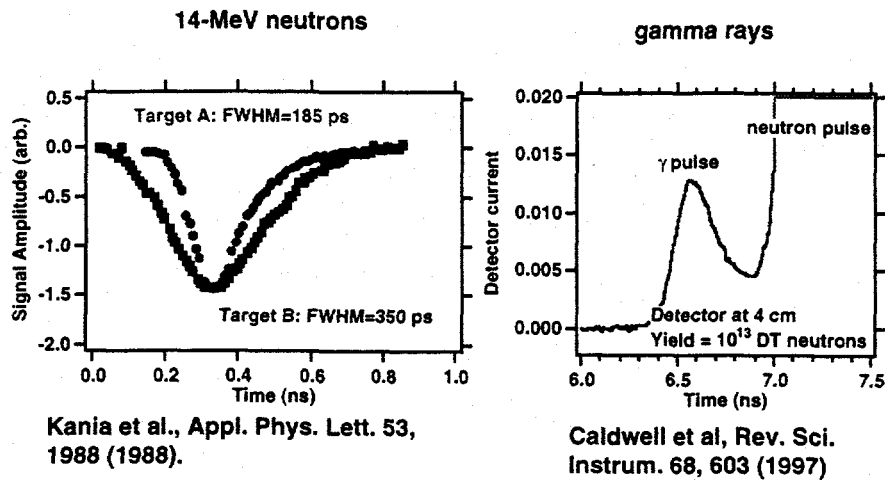 14-MeV neutrons
Target A: FWHM=185 ps
Target B: FWHM=350 ps
Signal Amplitude (arb.)
0.5
0.0
-0.5
-1.0
-1.5
-2.0
0.0 0.2 0.4 0.6 0.8 1.0
Time (ns)
Kania et al., Appl. Phys. Lett. 53,
1988 (1988).
gamma rays
neutron pulse
γ pulse
Detector at 4 cm
Yield = 10¹³ DT neutrons
Detector current
0.020
0.015
0.010
0.005
0.000
6.0 6.5 7.0 7.5
Time (ns)
Caldwell et al, Rev. Sci.
Instrum. 68, 603 (1997)